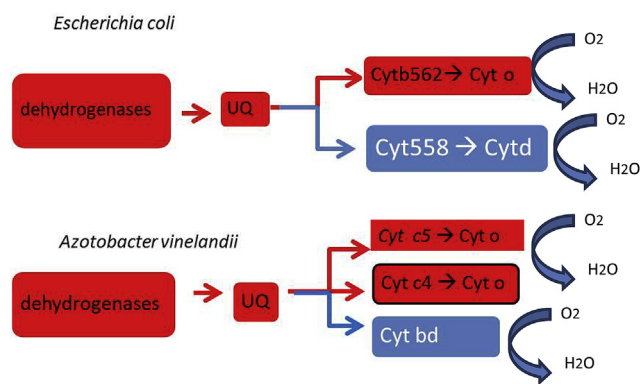 Escherichia coli
dehydrogenases
UQ
Cytb562→ Cyt o
O2
H2O
Cyt558 → Cytd
O2
H2O
Azotobacter vinelandii
dehydrogenases
UQ
Cyt c5 → Cyt o
O2
H2O
Cyt c4 → Cyt o
Cyt bd
O2
H2O